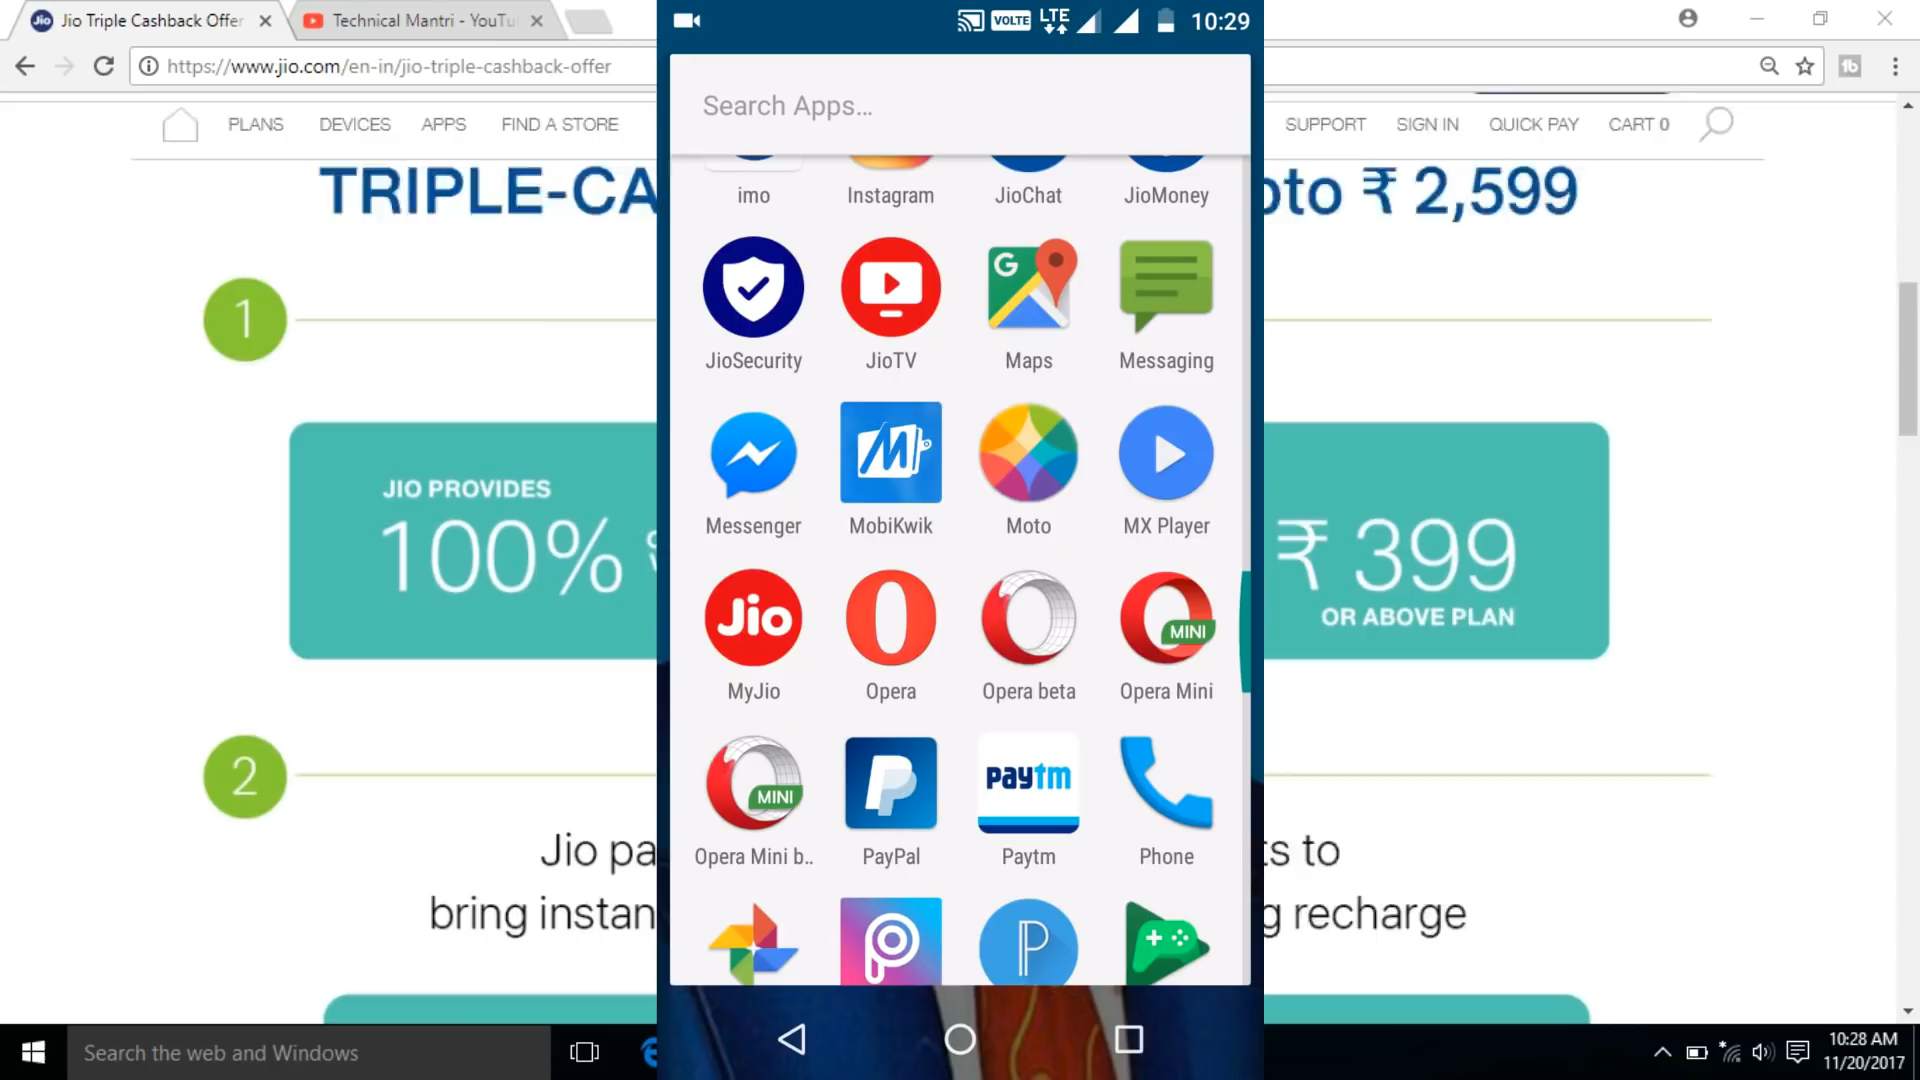 Jio Triple Cashback Offer
Technical Mantri - YouTu
https://www.jio.com/en-in/jio-triple-cashback-offer
PLANS DEVICES APPS FIND A STORE
SUPPORT SIGN IN QUICK PAY CART 0
TRIPLE-CA
pto ₹ 2,599
1
JIO PROVIDES
100%
₹ 399
OR ABOVE PLAN
2
Jio pa
ts to
bring instan
g recharge
VOLTE LTE 10:29
Search Apps...
imo Instagram JioChat JioMoney
G
JioSecurity JioTV Maps Messaging
Messenger MobiKwik Moto MX Player
Jio MINI
MyJio Opera Opera beta Opera Mini
MINI paytm
Opera Mini b.. PayPal Paytm Phone
Search the web and Windows
10:28 AM
11/20/2017